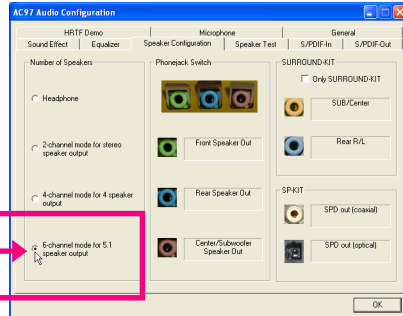 AC97 Audio Configuration
HRTF Demo
Microphone
General
Sound Effect
Equalizer
Speaker Configuration
Speaker Test
S/PDIF-In
S/PDIF-Out
Number of Speakers
Headphone
2-channel mode for stereo
speaker output
4-channel mode for 4 speaker
output
6-channel mode for 5.1
speaker output
Phonejack Switch
Front Speaker Out
Rear Speaker Out
Center/Subwoofer
Speaker Out
SURROUND-KIT
Only SURROUND-KIT
SUB/Center
Rear R/L
SP-KIT
SPD out (coaxial)
SPD out (optical)
OK